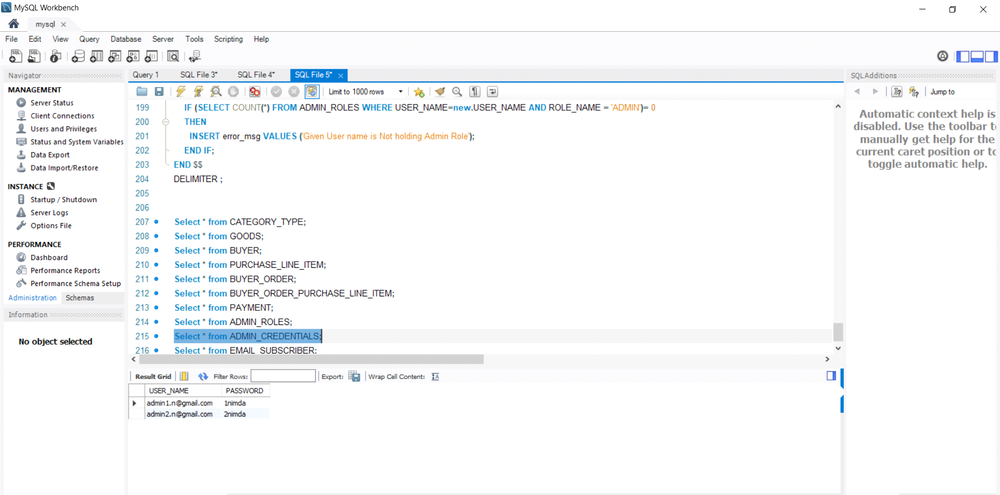 MySQL Workbench
mysql
File Edit View Query Database Server Tools Scripting Help
Navigator
MANAGEMENT
Server Status
Client Connections
Users and Privileges
Status and System Variables
Data Export
Data Import/Restore
INSTANCE
Startup / Shutdown
Server Logs
Options File
PERFORMANCE
Dashboard
Performance Reports
Performance Schema Setup
Administration Schemas
Information
No object selected
Query 1 SQL File 3* SQL File 4* SQL File 5*
Limit to 1000 rows
199 IF (SELECT COUNT(*) FROM ADMIN_ROLES WHERE USER_NAME=new.USER_NAME AND ROLE_NAME = 'ADMIN')= 0
200 THEN
201 INSERT error_msg VALUES ('Given User name is Not holding Admin Role');
202 END IF;
203 END $$
204 DELIMITER ;
205
206
207 Select * from CATEGORY_TYPE;
208 Select * from GOODS;
209 Select * from BUYER;
210 Select * from PURCHASE_LINE_ITEM;
211 Select * from BUYER_ORDER;
212 Select * from BUYER_ORDER_PURCHASE_LINE_ITEM;
213 Select * from PAYMENT;
214 Select * from ADMIN_ROLES;
215 Select * from ADMIN_CREDENTIALS;
216 Select * from EMAIL_SUBSCRIBER;
Result Grid Filter Rows: Export: Wrap Cell Content:
USER_NAME PASSWORD
admin1.n@gmail.com 1nimda
admin2.n@gmail.com 2nimda
SQLAdditions
Jump to
Automatic context help is
disabled. Use the toolbar t
manually get help for the
current caret position or to
toggle automatic help.